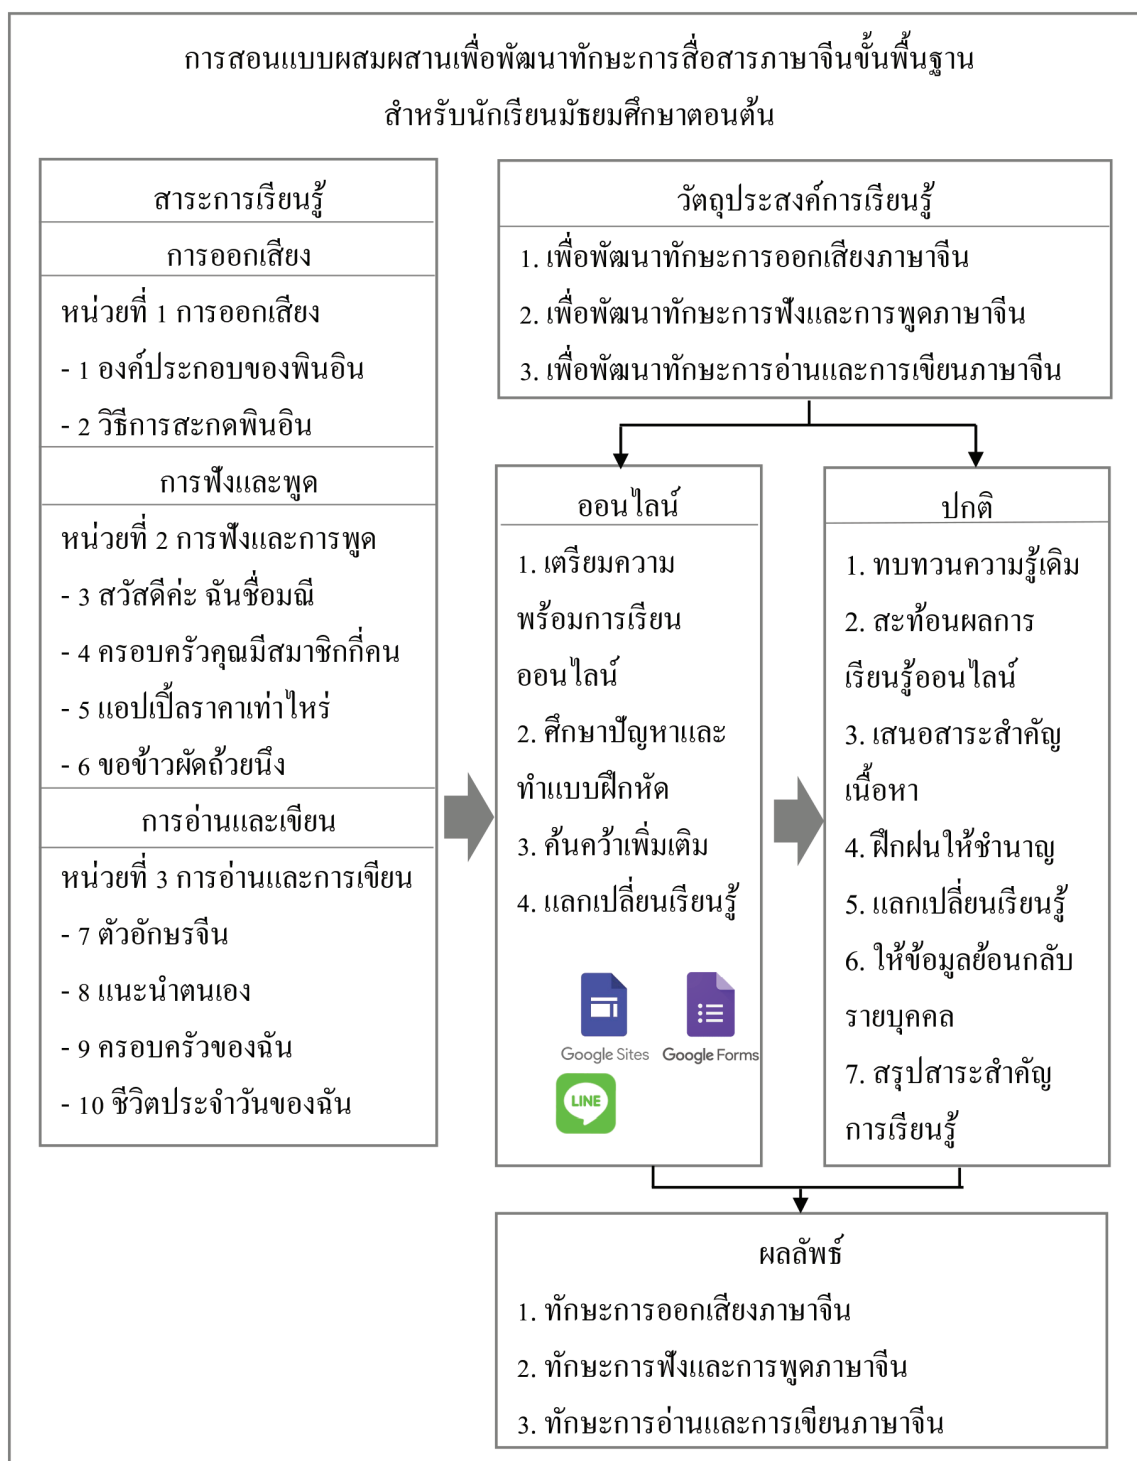 การสอนแบบผสมผสานเพื่อพัฒนาทักษะการสื่อสารภาษาจีนขั้นพื้นฐาน
สำหรับนักเรียนมัธยมศึกษาตอนต้น
สาระการเรียนรู้
การออกเสียง
หน่วยที่ 1 การออกเสียง
- 1 องค์ประกอบของพินอิน
- 2 วิธีการสะกดพินอิน
การฟังและพูด
หน่วยที่ 2 การฟังและการพูด
- 3 สวัสดีค่ะ ฉันชื่อมณี
- 4 ครอบครัวคุณมีสมาชิกกี่คน
- 5 แอปเปิ้ลราคาเท่าไหร่
- 6 ขอข้าวผัดถ้วยนึง
การอ่านและเขียน
หน่วยที่ 3 การอ่านและการเขียน
- 7 ตัวอักษรจีน
- 8 แนะนำตนเอง
- 9 ครอบครัวของฉัน
- 10 ชีวิตประจำวันของฉัน
วัตถุประสงค์การเรียนรู้
1. เพื่อพัฒนาทักษะการออกเสียงภาษาจีน
2. เพื่อพัฒนาทักษะการฟังและการพูดภาษาจีน
3. เพื่อพัฒนาทักษะการอ่านและการเขียนภาษาจีน
ออนไลน์
1. เตรียมความ
พร้อมการเรียน
ออนไลน์
2. ศึกษาปัญหาและ
ทำแบบฝึกหัด
3. ค้นคว้าเพิ่มเติม
4. แลกเปลี่ยนเรียนรู้
Google Sites
Google Forms
LINE
ปกติ
1. ทบทวนความรู้เดิม
2. สะท้อนผลการ
เรียนรู้ออนไลน์
3. เสนอสาระสำคัญ
เนื้อหา
4. ฝึกฝนให้ชำนาญ
5. แลกเปลี่ยนเรียนรู้
6. ให้ข้อมูลย้อนกลับ
รายบุคคล
7. สรุปสาระสำคัญ
การเรียนรู้
ผลลัพธ์
1. ทักษะการออกเสียงภาษาจีน
2. ทักษะการฟังและการพูดภาษาจีน
3. ทักษะการอ่านและการเขียนภาษาจีน